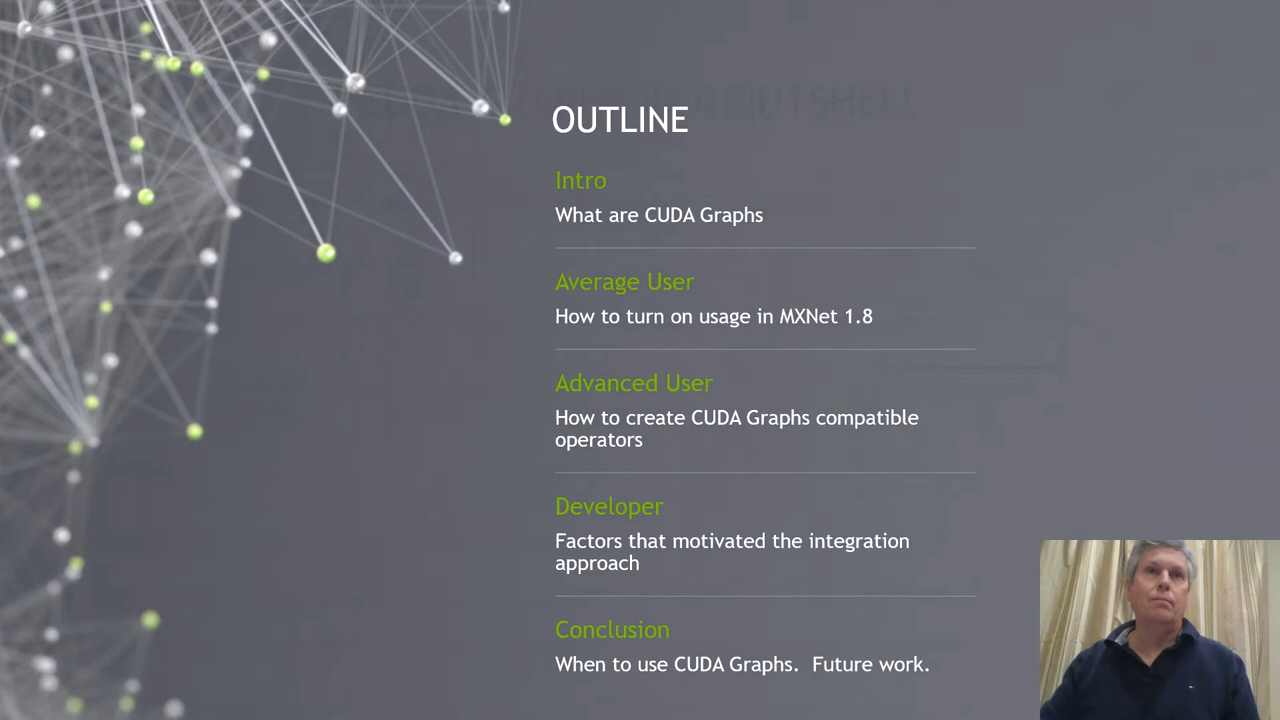 OUTLINE
Intro
What are CUDA Graphs
Average User
How to turn on usage in MXNet 1.8
Advanced User
How to create CUDA Graphs compatible
operators
Developer
Factors that motivated the integration
approach
Conclusion
When to use CUDA Graphs.  Future work.